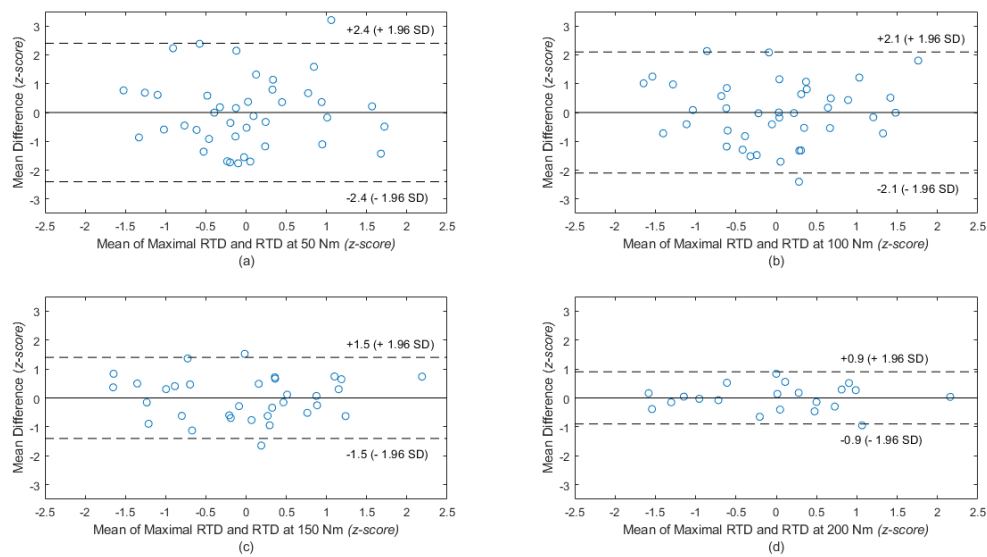 3
2
1
0
-1
-2
-3
Mean Difference (z-score)
+2.4 (+ 1.96 SD)
-2.4 (- 1.96 SD)
-2.5 -2 -1.5 -1 -0.5 0 0.5 1 1.5 2 2.5
Mean of Maximal RTD and RTD at 50 Nm (z-score)
(a)
3
2
1
0
-1
-2
-3
Mean Difference (z-score)
+2.1 (+ 1.96 SD)
-2.1 (- 1.96 SD)
-2.5 -2 -1.5 -1 -0.5 0 0.5 1 1.5 2 2.5
Mean of Maximal RTD and RTD at 100 Nm (z-score)
(b)
3
2
1
0
-1
-2
-3
Mean Difference (z-score)
+1.5 (+ 1.96 SD)
-1.5 (- 1.96 SD)
-2.5 -2 -1.5 -1 -0.5 0 0.5 1 1.5 2 2.5
Mean of Maximal RTD and RTD at 150 Nm (z-score)
(c)
3
2
1
0
-1
-2
-3
Mean Difference (z-score)
+0.9 (+ 1.96 SD)
-0.9 (- 1.96 SD)
-2.5 -2 -1.5 -1 -0.5 0 0.5 1 1.5 2 2.5
Mean of Maximal RTD and RTD at 200 Nm (z-score)
(d)